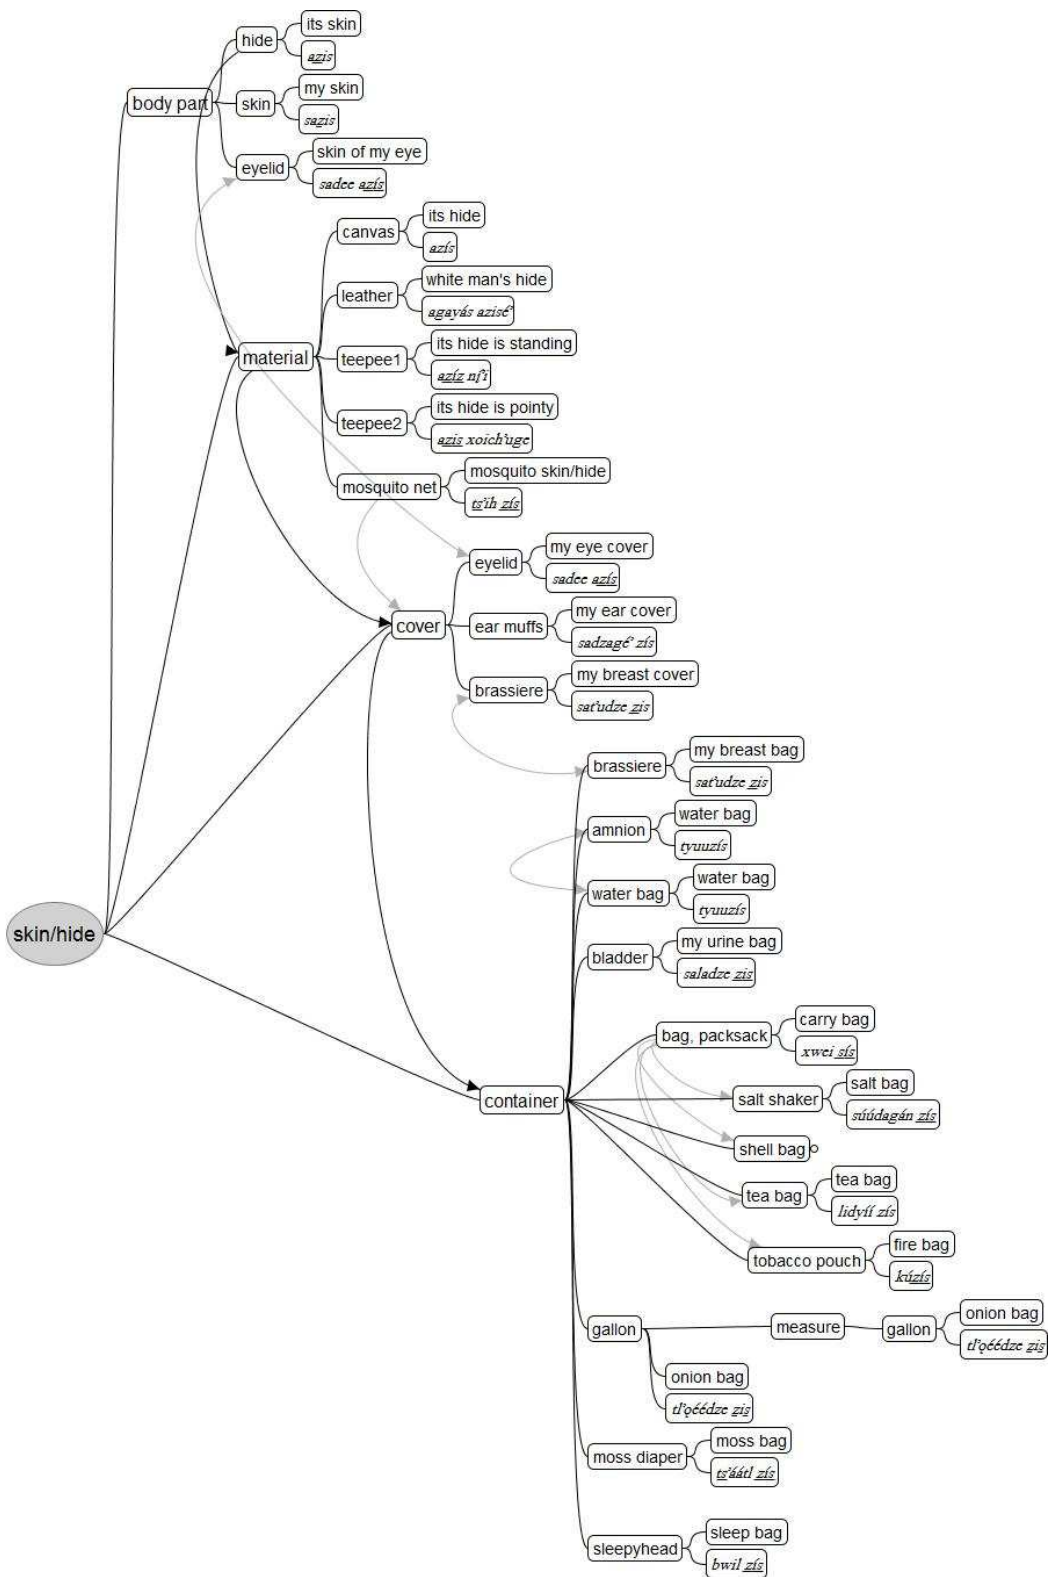 its skin
hide
azis
my skin
body part
skin
sazis
skin of my eye
eyelid
sadee azís
its hide
canvas
azís
white man's hide
leather
agayás azisé'
its hide is standing
material
teepee1
azíz nį́'i
its hide is pointy
teepee2
azis xoich'uge
mosquito skin/hide
mosquito net
ts'ih zís
my eye cover
eyelid
sadee azís
my ear cover
cover
ear muffs
sadzagé' zís
my breast cover
brassiere
sat'udze zis
my breast bag
brassiere
sat'udze zis
water bag
amnion
tyuuzís
water bag
water bag
tyuuzís
skin/hide
my urine bag
bladder
saladze zis
carry bag
bag, packsack
xwei sís
salt bag
container
salt shaker
súúdagán zís
shell bag
tea bag
tea bag
lidyíí zís
fire bag
tobacco pouch
kúzís
onion bag
gallon
measure
gallon
tl'ǫéédze zis
onion bag
tl'ǫéédze zis
moss bag
moss diaper
ts'áátl zís
sleep bag
sleepyhead
bwil zís